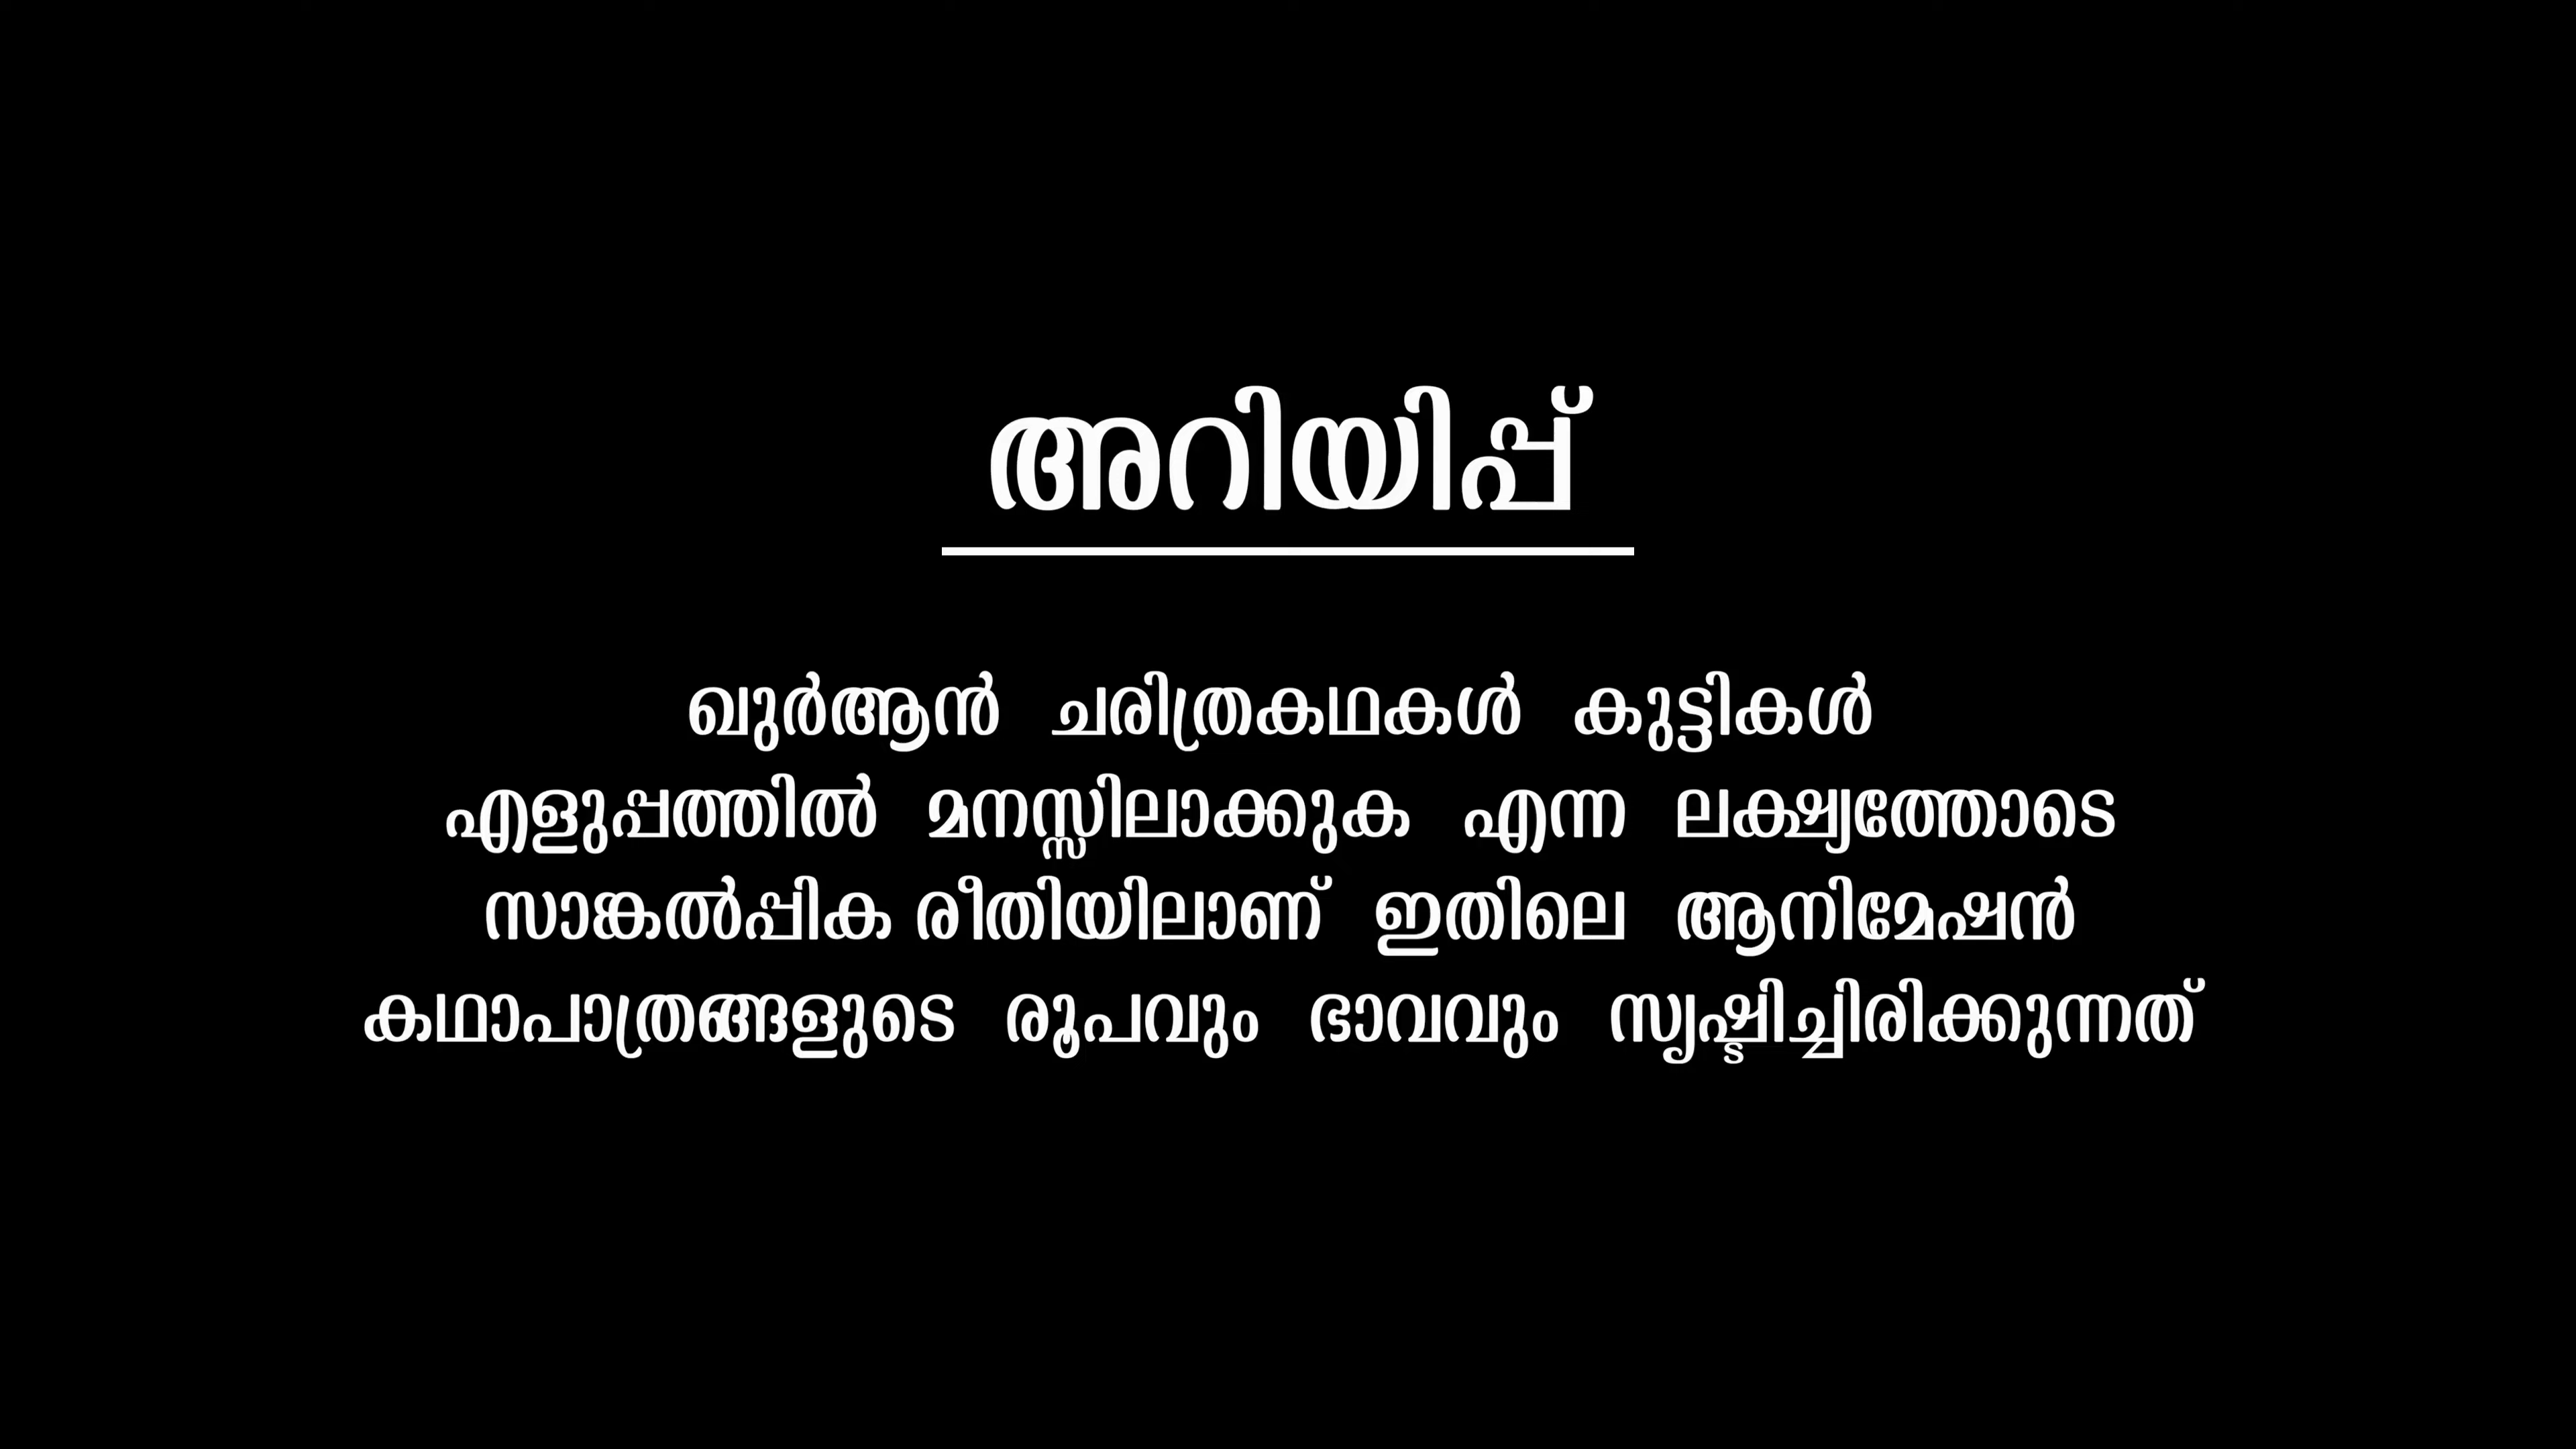 അറിയിപ്പ്
ഖുർആൻ ചരിത്രകഥകൾ കുട്ടികൾ
എളുപ്പത്തിൽ മനസ്സിലാക്കുക എന്ന ലക്ഷ്യത്തോടെ
സാങ്കൽപ്പിക രീതിയിലാണ് ഇതിലെ ആനിമേഷൻ
കഥാപാത്രങ്ങളുടെ രൂപവും ഭാവവും സൃഷ്ടിച്ചിരിക്കുന്നത്